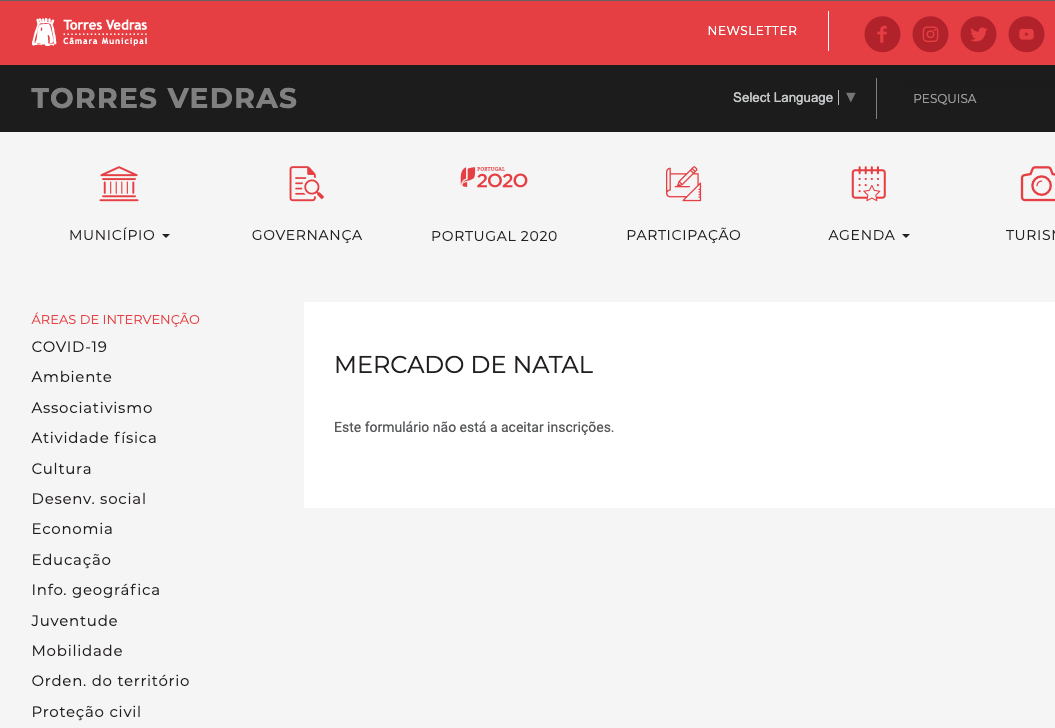 Torres Vedras
Câmara Municipal
NEWSLETTER
TORRES VEDRAS
Select Language
PESQUISA
PORTUGAL
2020
MUNICÍPIO
GOVERNANÇA
PORTUGAL 2020
PARTICIPAÇÃO
AGENDA
TURISM
ÁREAS DE INTERVENÇÃO
COVID-19
Ambiente
Associativismo
Atividade física
Cultura
Desenv. social
Economia
Educação
Info. geográfica
Juventude
Mobilidade
Orden. do território
Proteção civil
MERCADO DE NATAL
Este formulário não está a aceitar inscrições.